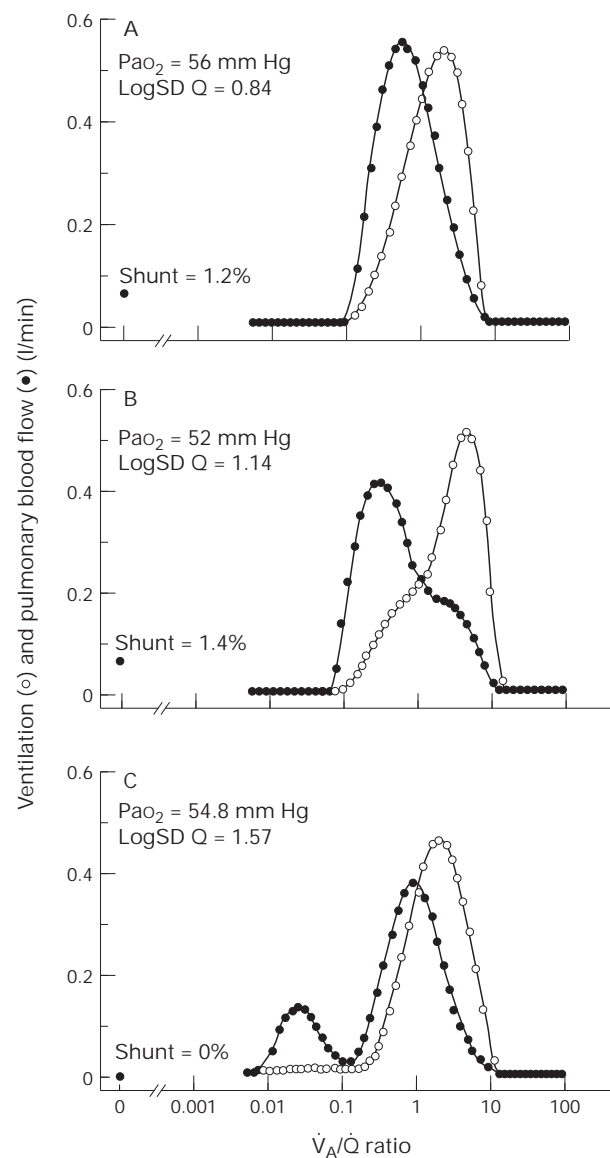 0.6
A
Pao₂ = 56 mm Hg
LogSD Q = 0.84
0.4
0.2
Shunt = 1.2%
0
0.6
B
Pao₂ = 52 mm Hg
LogSD Q = 1.14
0.4
0.2
Shunt = 1.4%
0
0.6
C
Pao₂ = 54.8 mm Hg
LogSD Q = 1.57
0.4
0.2
Shunt = 0%
0
0 0.001 0.01 0.1 1 10 100
V̇A/Q̇ ratio
Ventilation (○) and pulmonary blood flow (●) (l/min)